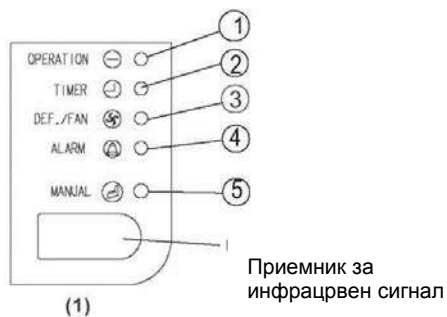 OPERATION 1
TIMER 2
DEF./FAN 3
ALARM 4
MANUAL 5
Приемник за
инфрацрвен сигнал
(1)